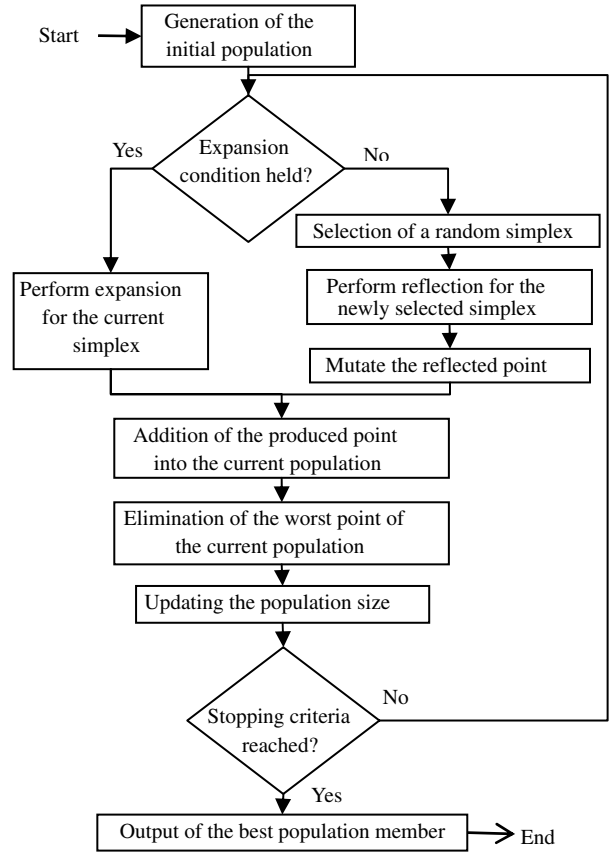 Generation of the
initial population
Start
Expansion
condition held?
Yes
No
Selection of a random simplex
Perform expansion
for the current
simplex
Perform reflection for the
newly selected simplex
Mutate the reflected point
Addition of the produced point
into the current population
Elimination of the worst point of
the current population
Updating the population size
Stopping criteria
reached?
No
Yes
Output of the best population member
End